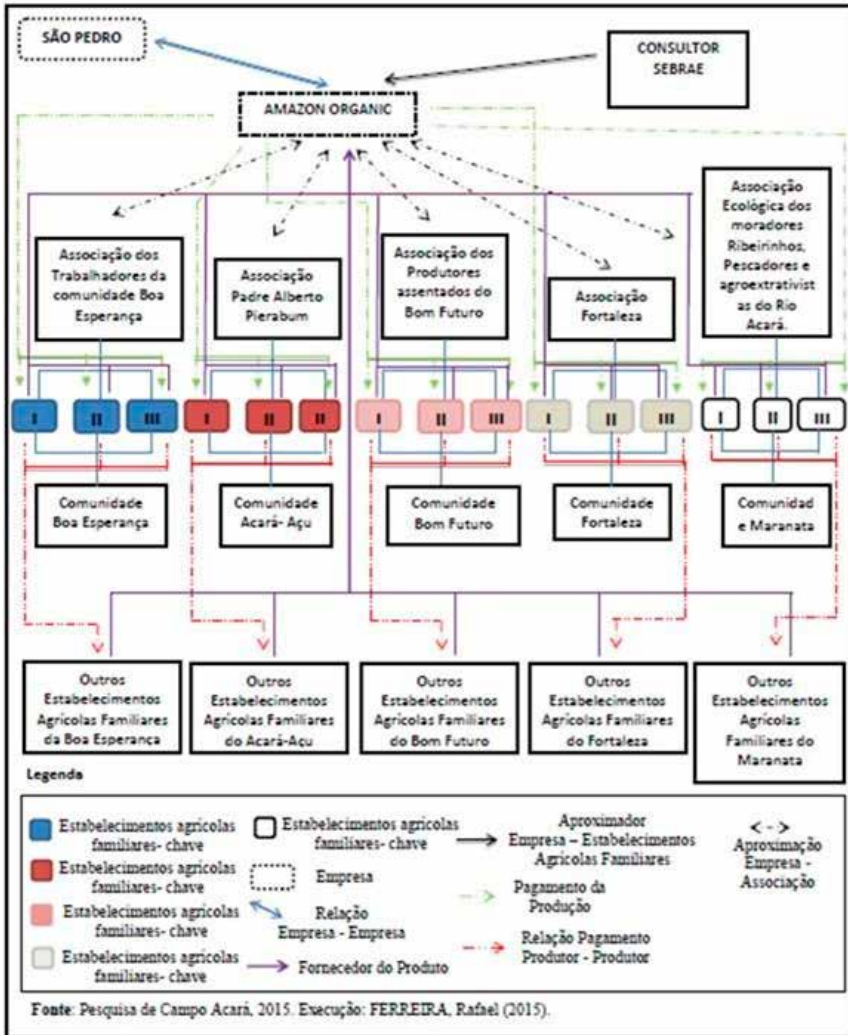 SÃO PEDRO
CONSULTOR
SEBRAE
AMAZON ORGANIC
Associação dos
Trabalhadores da
comunidade Boa
Esperança
Associação
Padre Alberto
Pierabum
Associação dos
Produtores
assentados do
Bom Futuro
Associação
Fortaleza
Associação
Ecológica dos
moradores
Ribeirinhos,
Pescadores e
agroextrativist
as do Rio
Acará.
I II III I II II I II III I II III I II III
Comunidade
Boa Esperança
Comunidade
Acará- Açu
Comunidade
Bom Futuro
Comunidade
Fortaleza
Comunidad
e Maranata
Outros
Estabelecimentos
Agrícolas Familiares
da Boa Esperança
Outros
Estabelecimentos
Agrícolas Familiares
do Acará-Açu
Outros
Estabelecimentos
Agrícolas Familiares
do Bom Futuro
Outros
Estabelecimentos
Agrícolas Familiares
do Fortaleza
Outros
Estabelecimentos
Agrícolas
Familiares do
Maranata
Legenda
Estabelecimentos agrícolas
familiares- chave
Estabelecimentos agrícolas
familiares- chave
Estabelecimentos agrícolas
familiares- chave
Estabelecimentos agrícolas
familiares- chave
Estabelecimentos agrícolas
familiares- chave
Empresa
Relação
Empresa - Empresa
Fornecedor do Produto
Aproximador
Empresa – Estabelecimentos
Agrícolas Familiares
Pagamento da
Produção
Relação Pagamento
Produtor - Produtor
Aproximação
Empresa -
Associação
Fonte: Pesquisa de Campo Acará, 2015. Execução: FERREIRA, Rafael (2015).